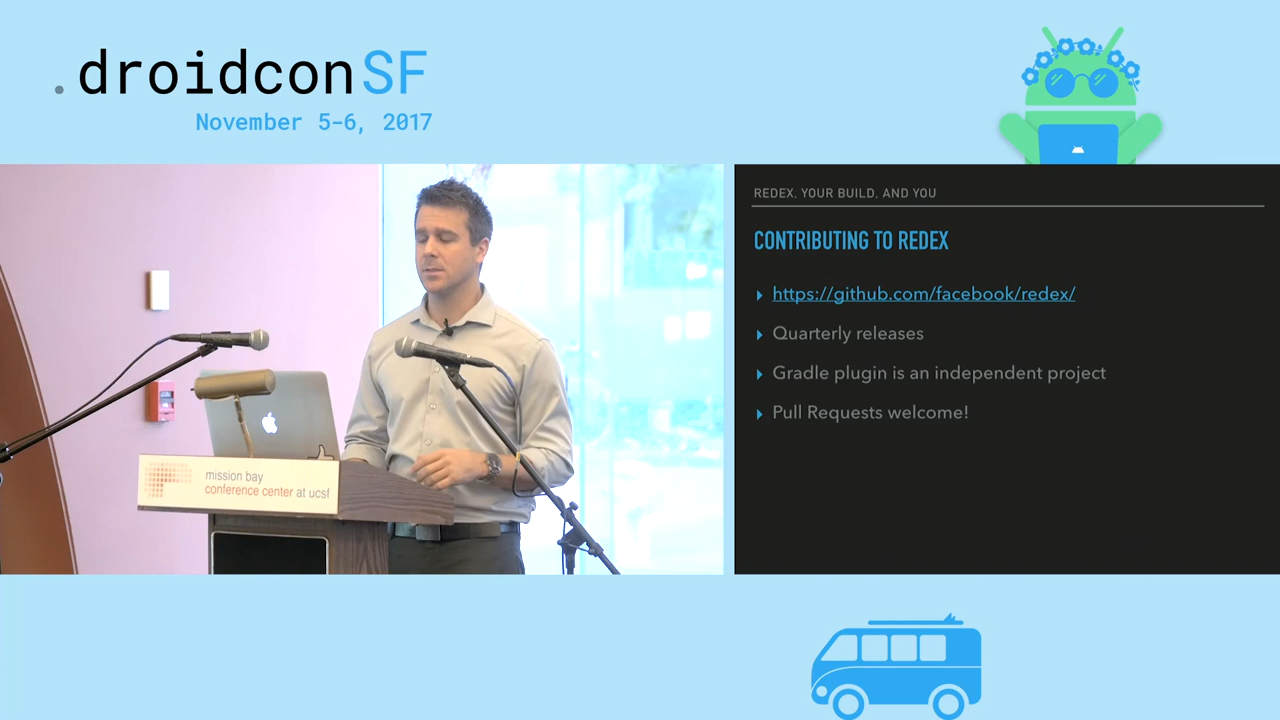 .droidconSF
November 5-6, 2017
REDEX, YOUR BUILD, AND YOU
CONTRIBUTING TO REDEX
https://github.com/facebook/redex/
Quarterly releases
Gradle plugin is an independent project
Pull Requests welcome!
mission bay
conference center at ucsf